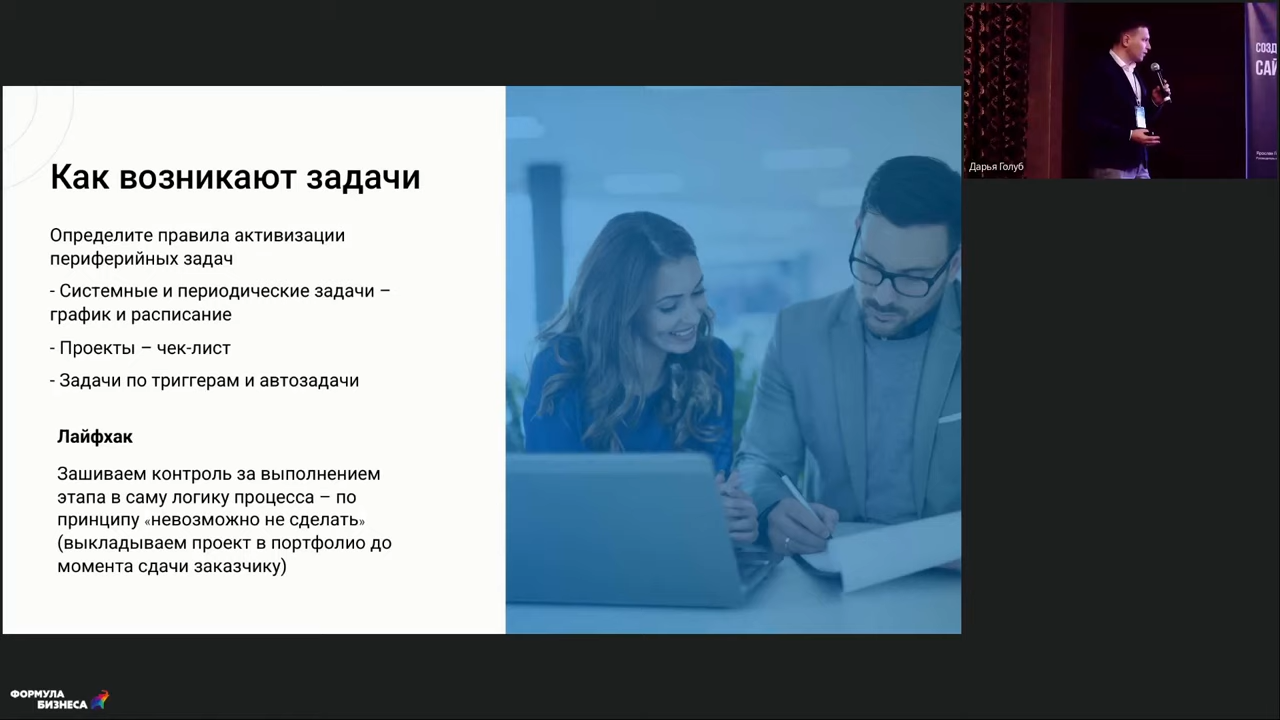 Как возникают задачи
Определите правила активизации
периферийных задач
- Системные и периодические задачи –
график и расписание
- Проекты – чек-лист
- Задачи по триггерам и автозадачи
Лайфхак
Зашиваем контроль за выполнением
этапа в саму логику процесса – по
принципу «невозможно не сделать»
(выкладываем проект в портфолио до
момента сдачи заказчику)
Дарья Голуб
СОЗД
САЙ
ФОРМУЛА
БИЗНЕСА